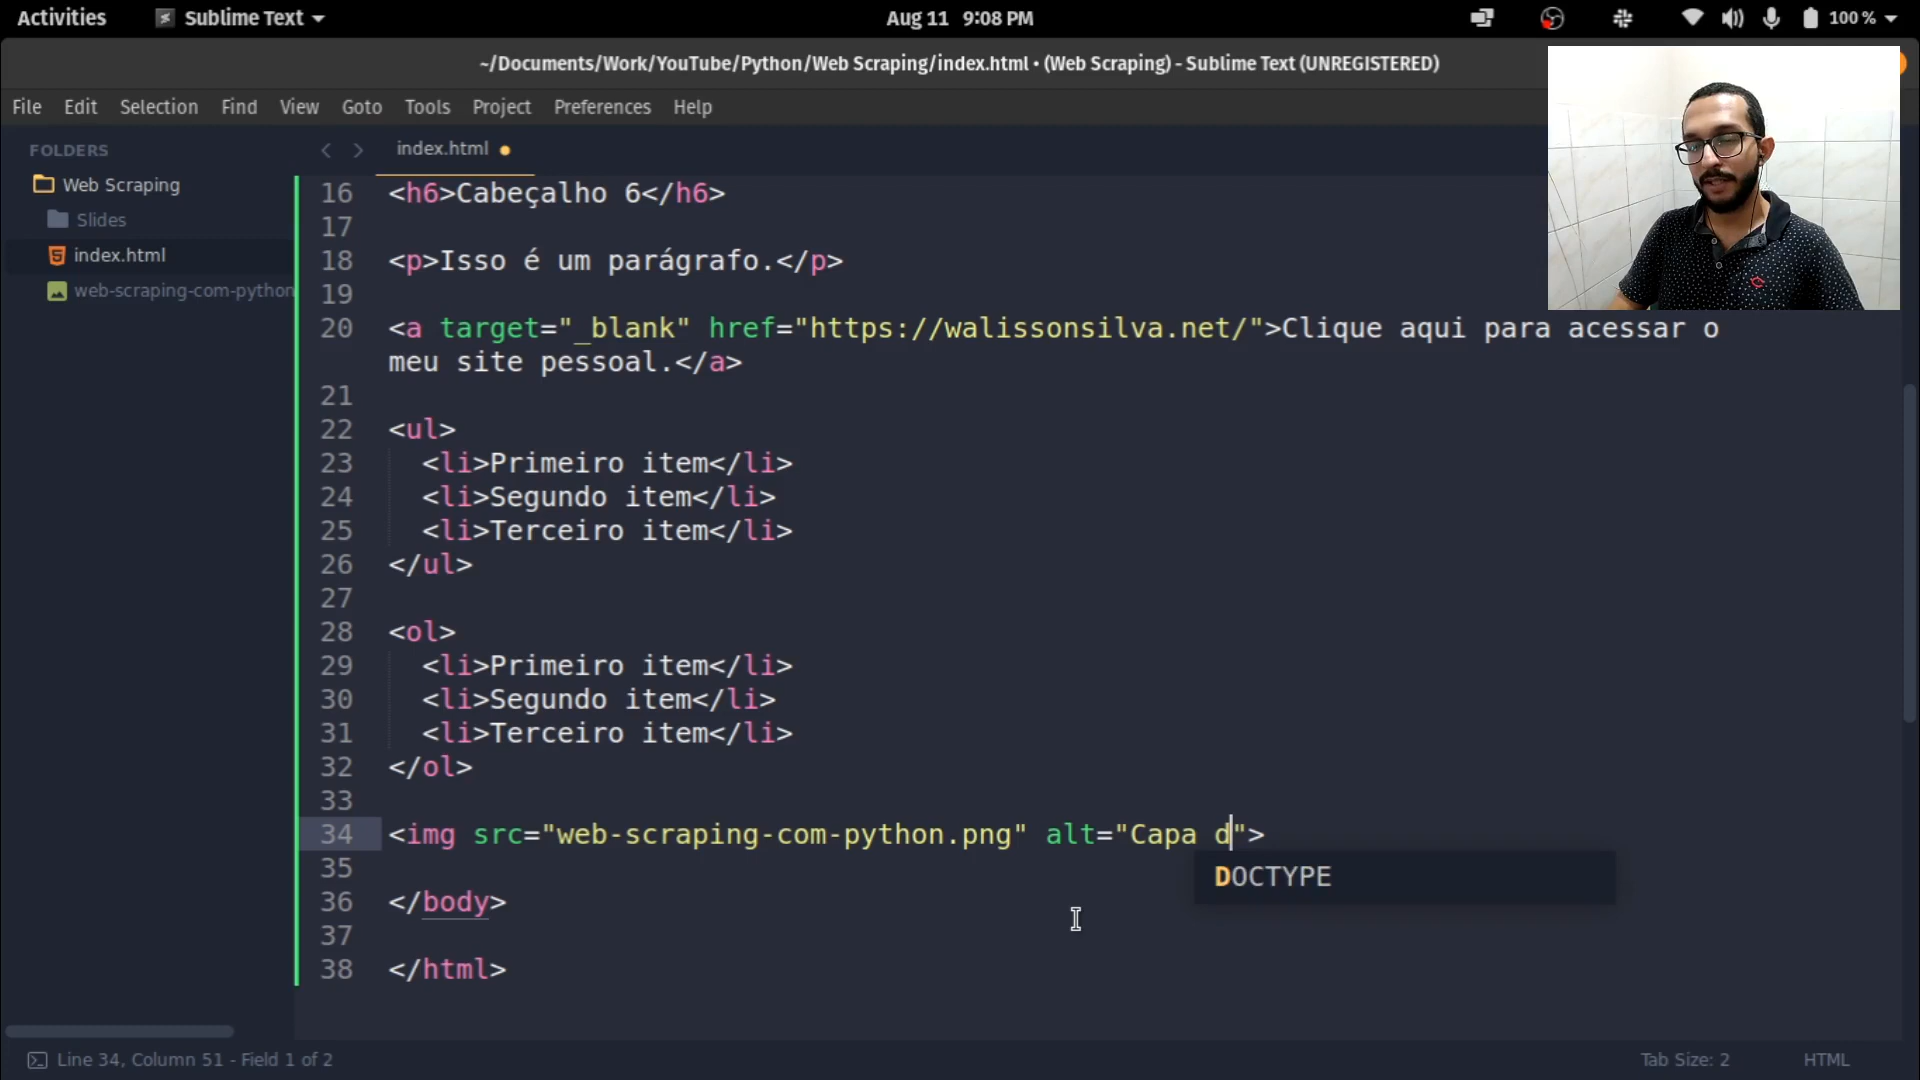 Activities Sublime Text Aug 11 9:08 PM 100 %
~/Documents/Work/YouTube/Python/Web Scraping/index.html • (Web Scraping) - Sublime Text (UNREGISTERED)
File Edit Selection Find View Goto Tools Project Preferences Help
FOLDERS
Web Scraping
Slides
index.html
web-scraping-com-python
index.html
16 <h6>Cabeçalho 6</h6>
17
18 <p>Isso é um parágrafo.</p>
19
20 <a target="_blank" href="https://walissonsilva.net/">Clique aqui para acessar o
meu site pessoal.</a>
21
22 <ul>
23 <li>Primeiro item</li>
24 <li>Segundo item</li>
25 <li>Terceiro item</li>
26 </ul>
27
28 <ol>
29 <li>Primeiro item</li>
30 <li>Segundo item</li>
31 <li>Terceiro item</li>
32 </ol>
33
34 <img src="web-scraping-com-python.png" alt="Capa d">
DOCTYPE
35
36 </body>
37
38 </html>
Line 34, Column 51 - Field 1 of 2 Tab Size: 2 HTML